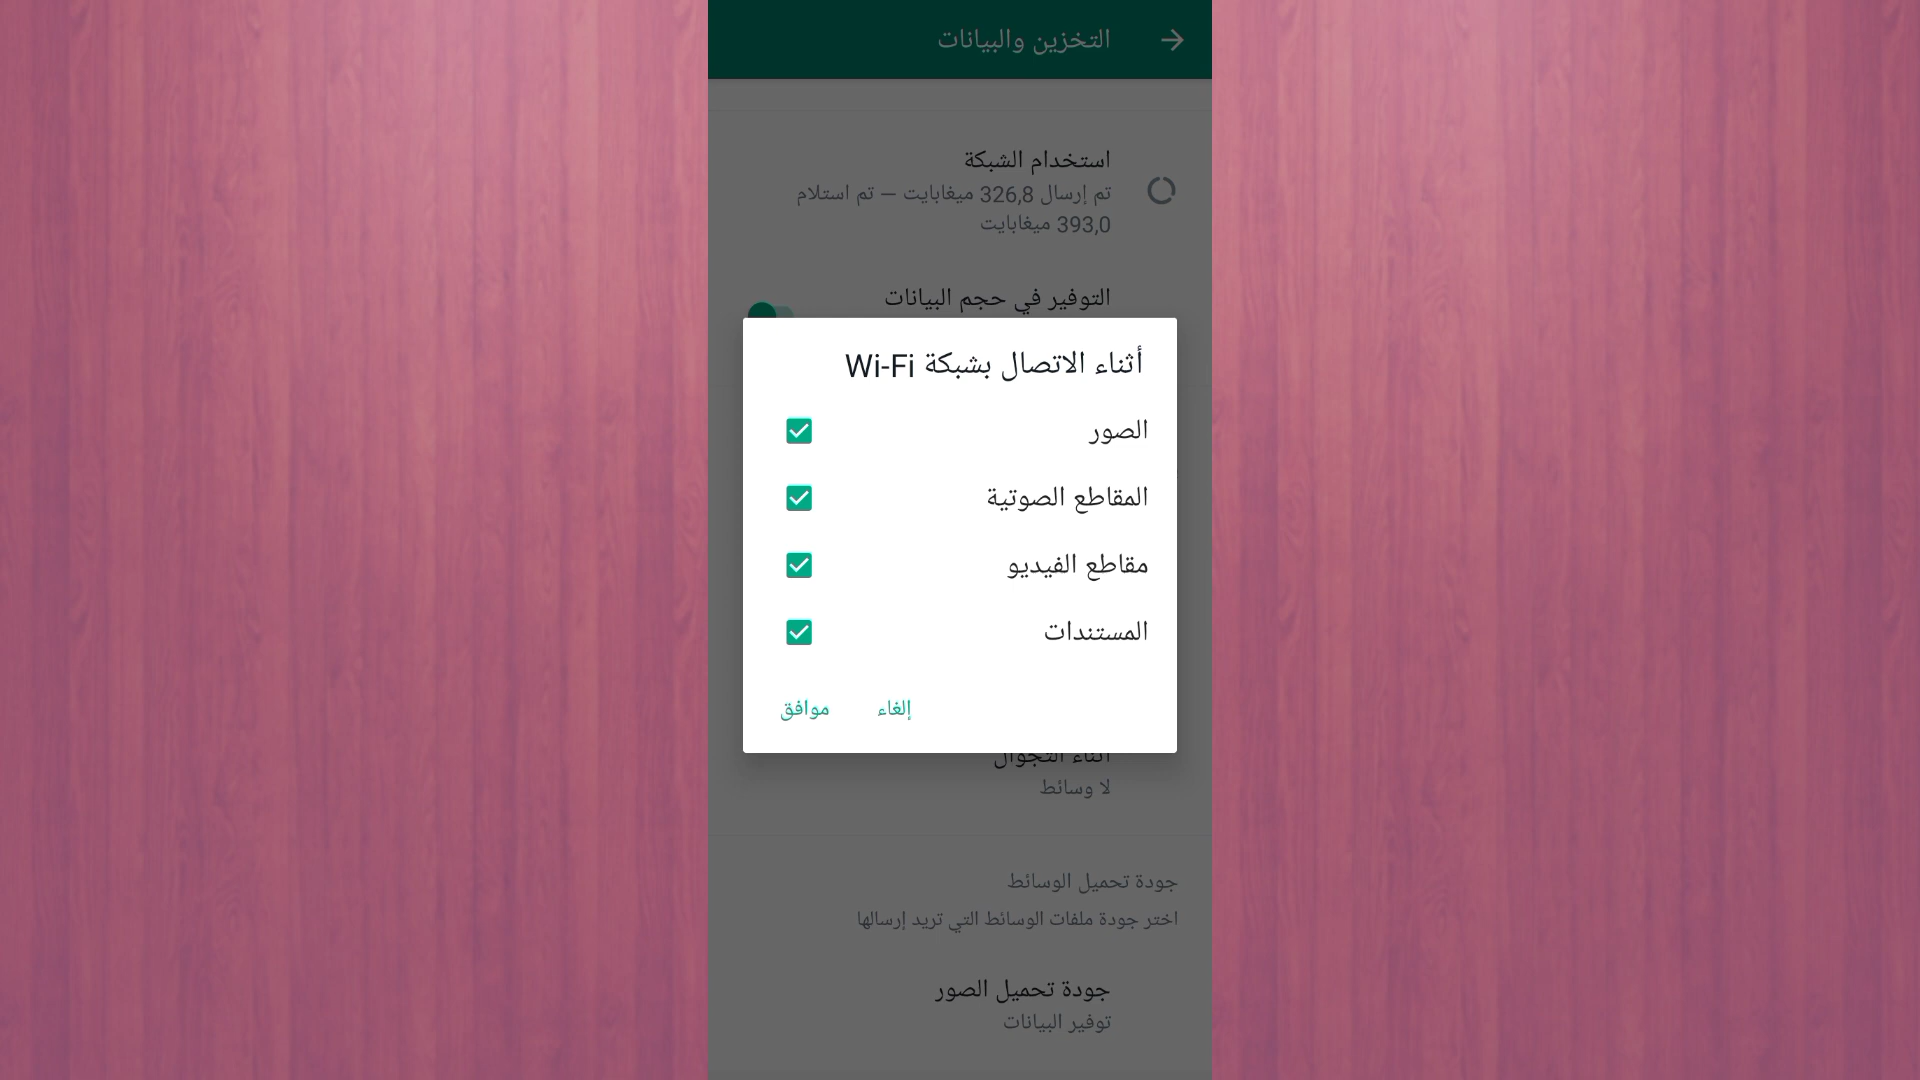 التخزين والبيانات
استخدام الشبكة
تم إرسال 326,8 ميغابايت — تم استلام
393,0 ميغابايت
التوفير في حجم البيانات
أثناء الاتصال بشبكة Wi-Fi
الصور
المقاطع الصوتية
مقاطع الفيديو
المستندات
إلغاء
موافق
أثناء التجوال
لا وسائط
جودة تحميل الوسائط
اختر جودة ملفات الوسائط التي تريد إرسالها
جودة تحميل الصور
توفير البيانات